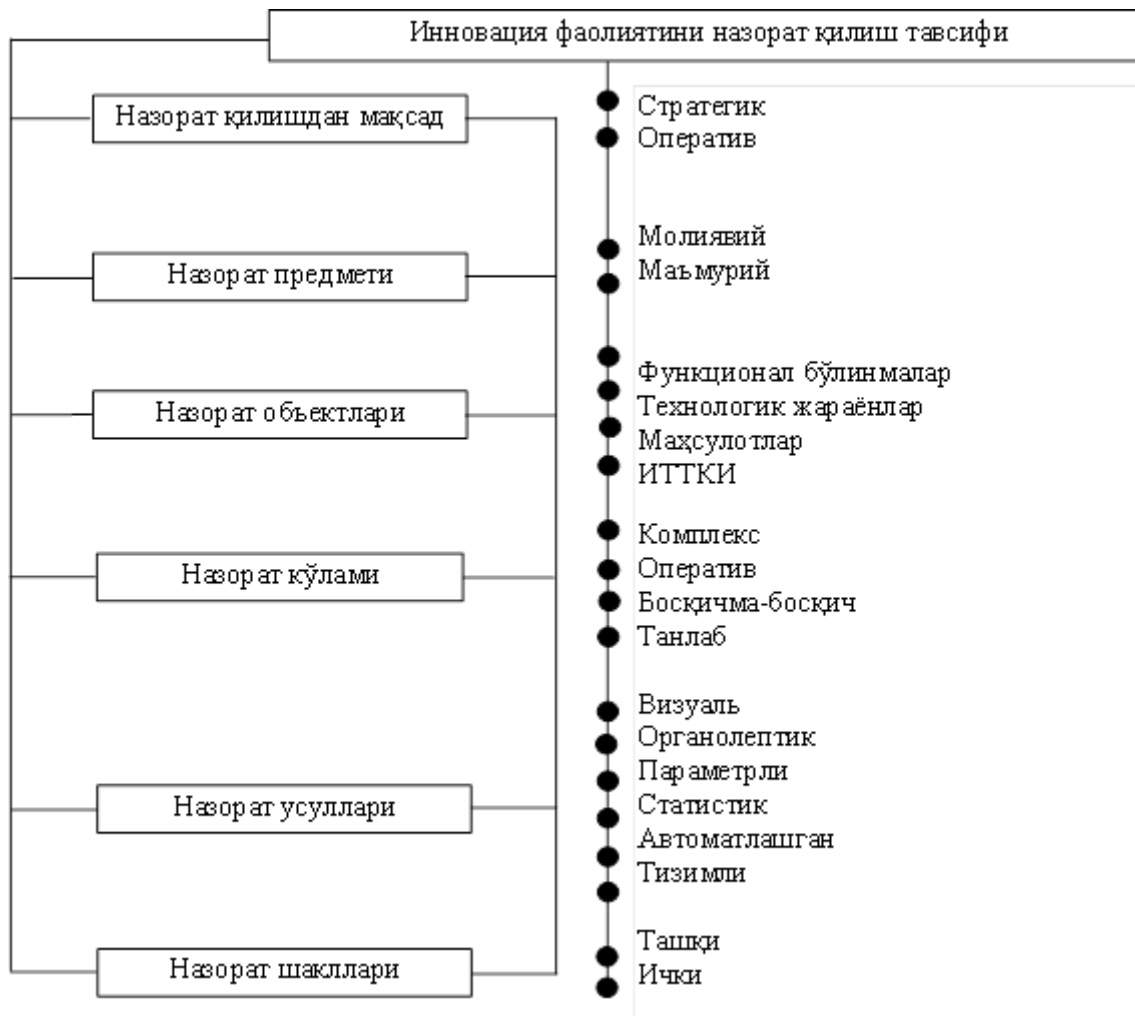 Инновация фаолиятини назорат қилиш тавсифи
Назорат қилишдан мақсад
Стратегик
Оператив
Назорат предмети
Молиявий
Маъмурий
Назорат объектлари
Функционал бўлинмалар
Технологик жараёнлар
Маҳсулотлар
ИТТКИ
Назорат кўлами
Комплекс
Оператив
Босқичма-босқич
Танлаб
Назорат усуллари
Визуаль
Органолептик
Параметрли
Статистик
Автоматлашган
Тизимли
Назорат шакллари
Ташқи
Ички